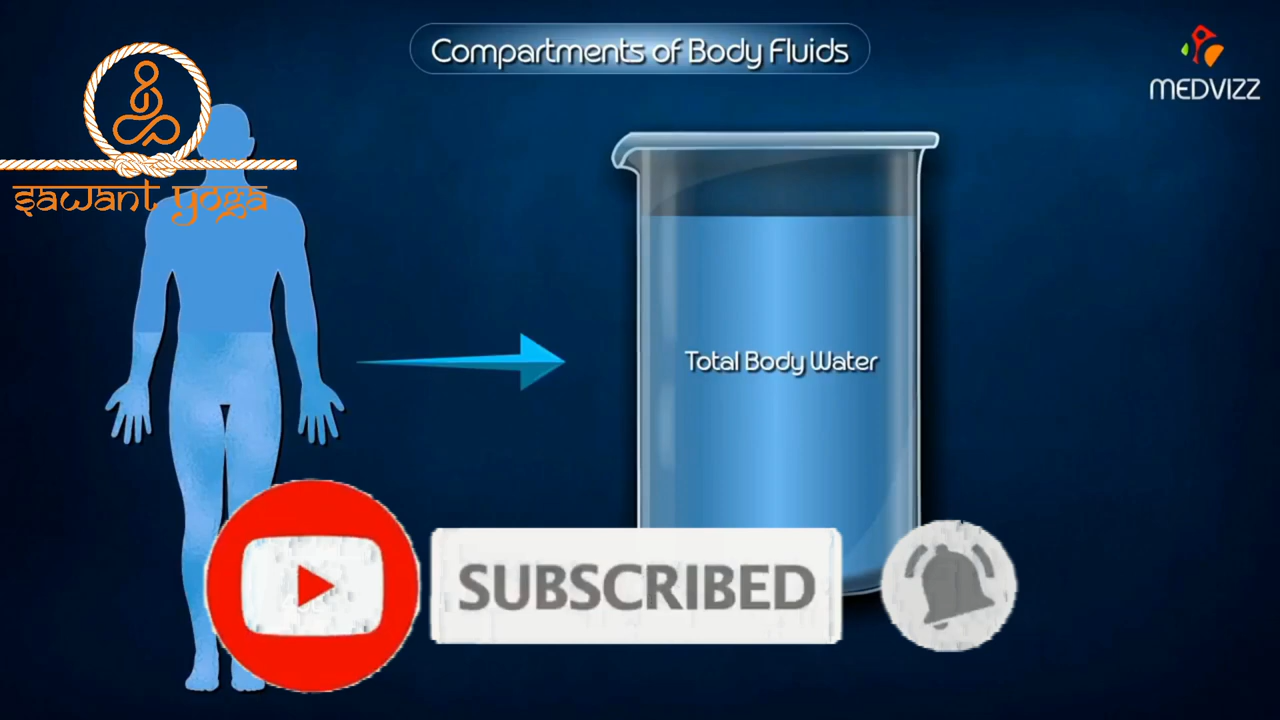 Compartments of Body Fluids
MEDVIZZ
sawant yoga
Total Body Water
SUBSCRIBED